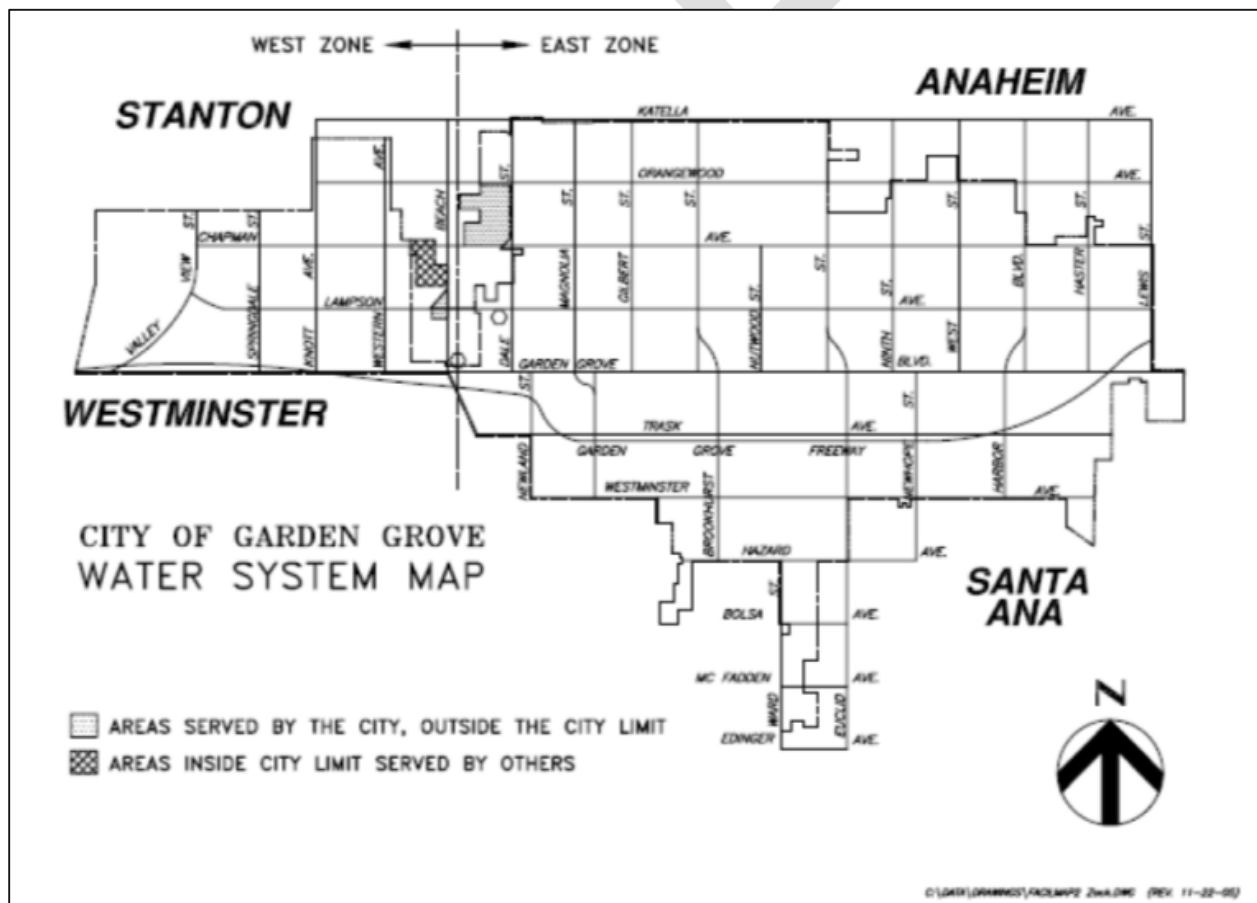 WEST ZONE
EAST ZONE
STANTON
ANAHEIM
KATELLA
AVE.
AVE.
ST.
ORANGEWOOD
AVE.
BEACH
ST.
ST.
ST.
ST.
ST.
ST.
ST.
CHAPMAN
AVE.
VIEW
AVE.
MAGNOLIA
GILBERT
ST.
BLVD.
HASTER
ST.
LEWIS
LAMPSON
AVE.
ST.
VALLEY
SPRINGDALE
KNOTT
WESTERN
DALE
NUTWOOD ST.
NINTH
WEST
GARDEN GROVE
BLVD.
WESTMINSTER
ST.
ST.
TRASK
AVE.
GARDEN
GROVE
FREEWAY
NEWLAND
NEWHOPE
HARBOR
WESTMINSTER
AVE.
BROOKHURST
CITY OF GARDEN GROVE
WATER SYSTEM MAP
HAZARD
AVE.
SANTA
ANA
ST.
BOLSA
AVE.
MC FADDEN
AVE.
WARD
EUCLID
EDINGER
AVE.
AREAS SERVED BY THE CITY, OUTSIDE THE CITY LIMIT
AREAS INSIDE CITY LIMIT SERVED BY OTHERS
N
(REV. 11-22-05)